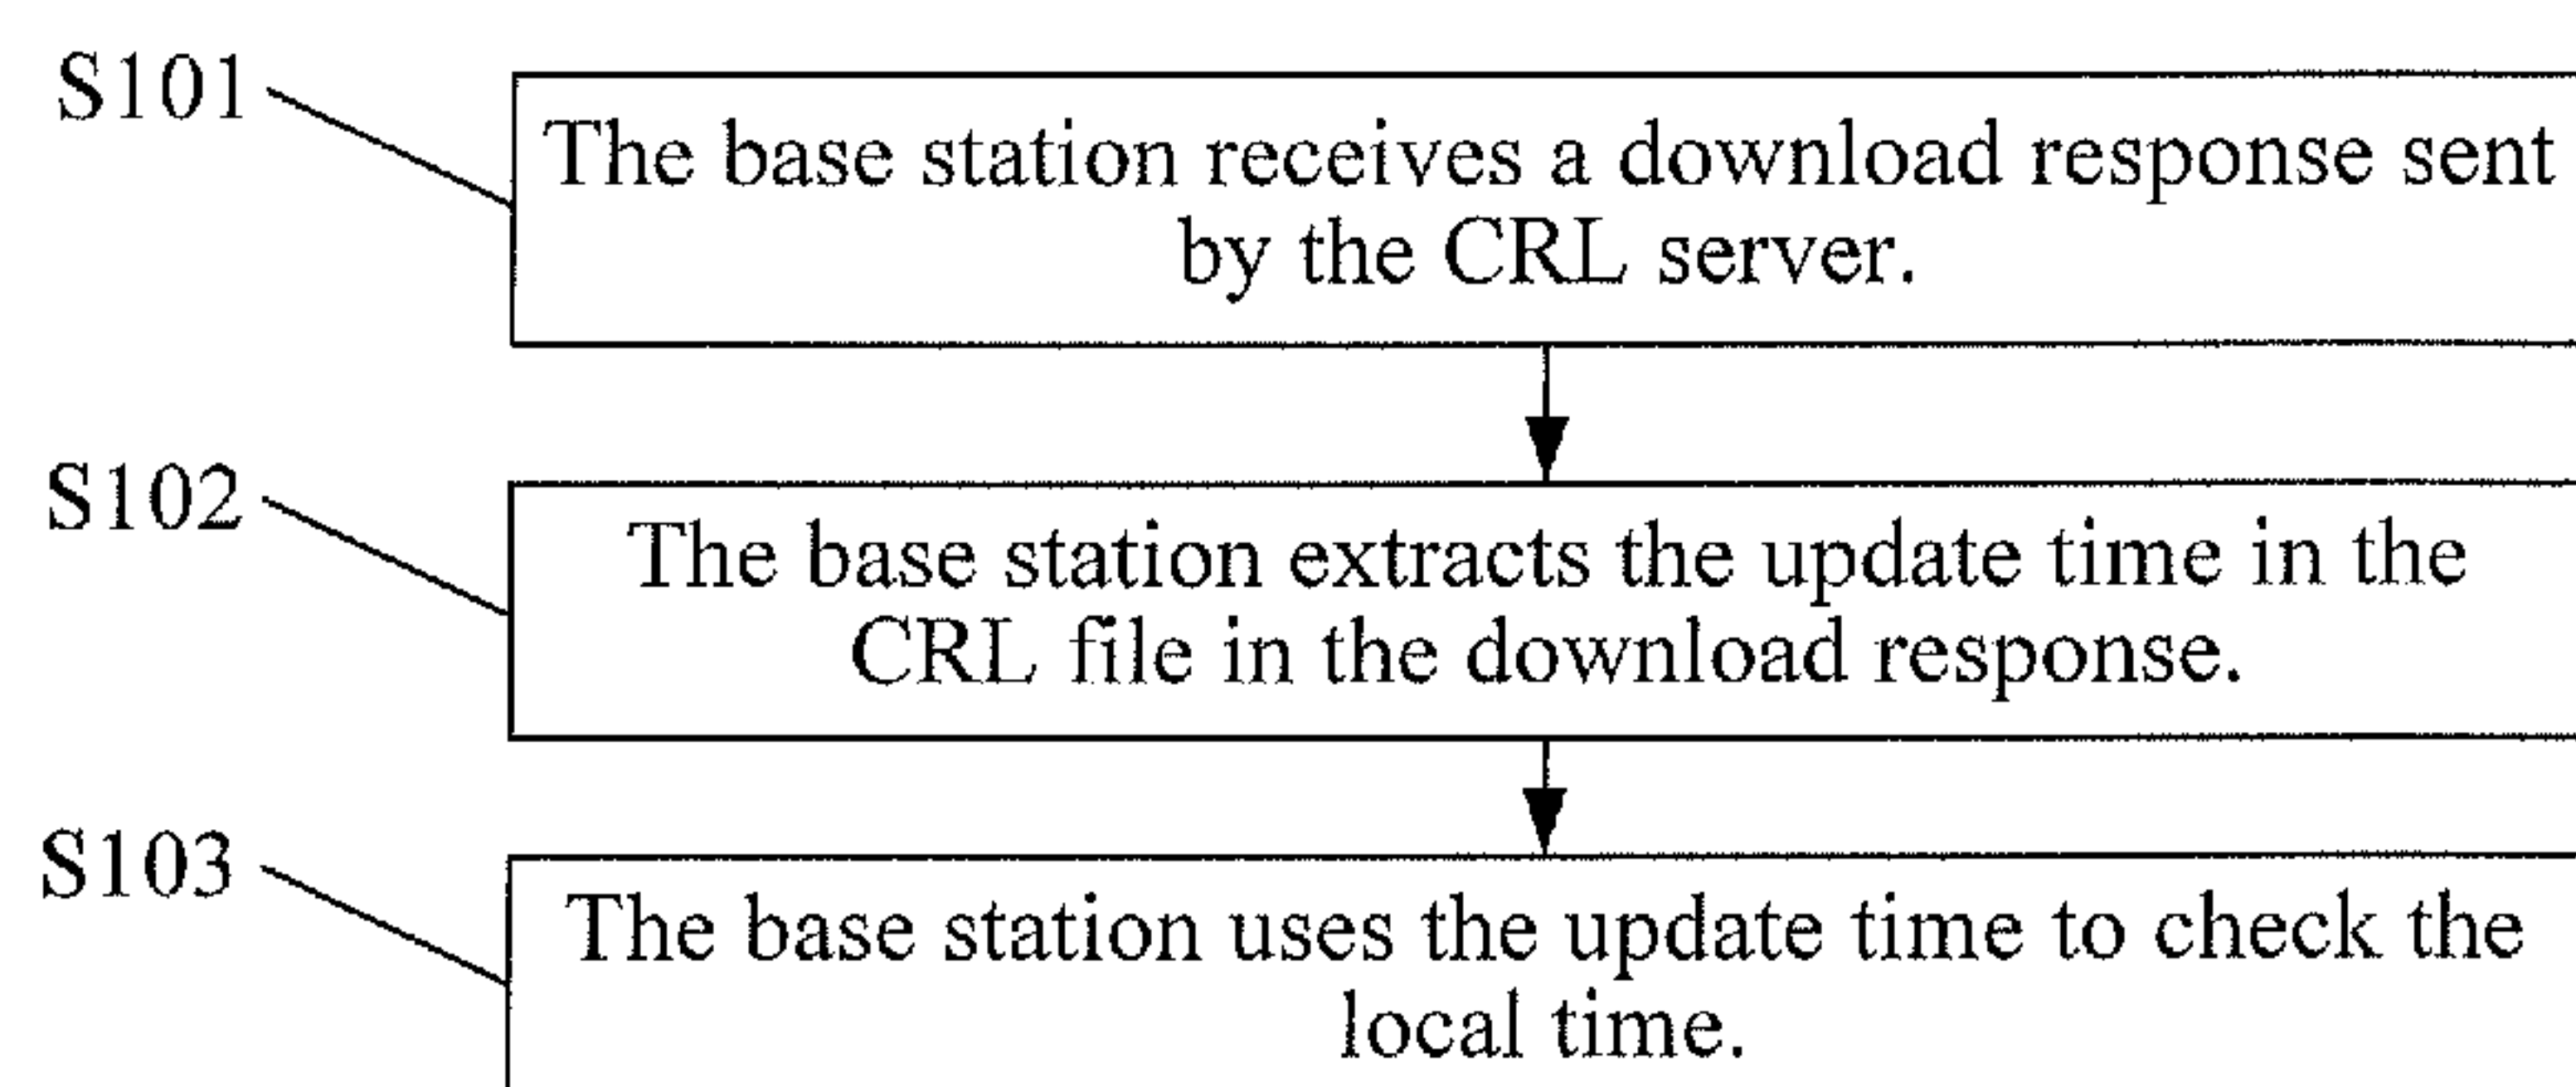 S101
The base station receives a download response sent
by the CRL server.
S102
The base station extracts the update time in the
CRL file in the download response.
S103
The base station uses the update time to check the
local time.